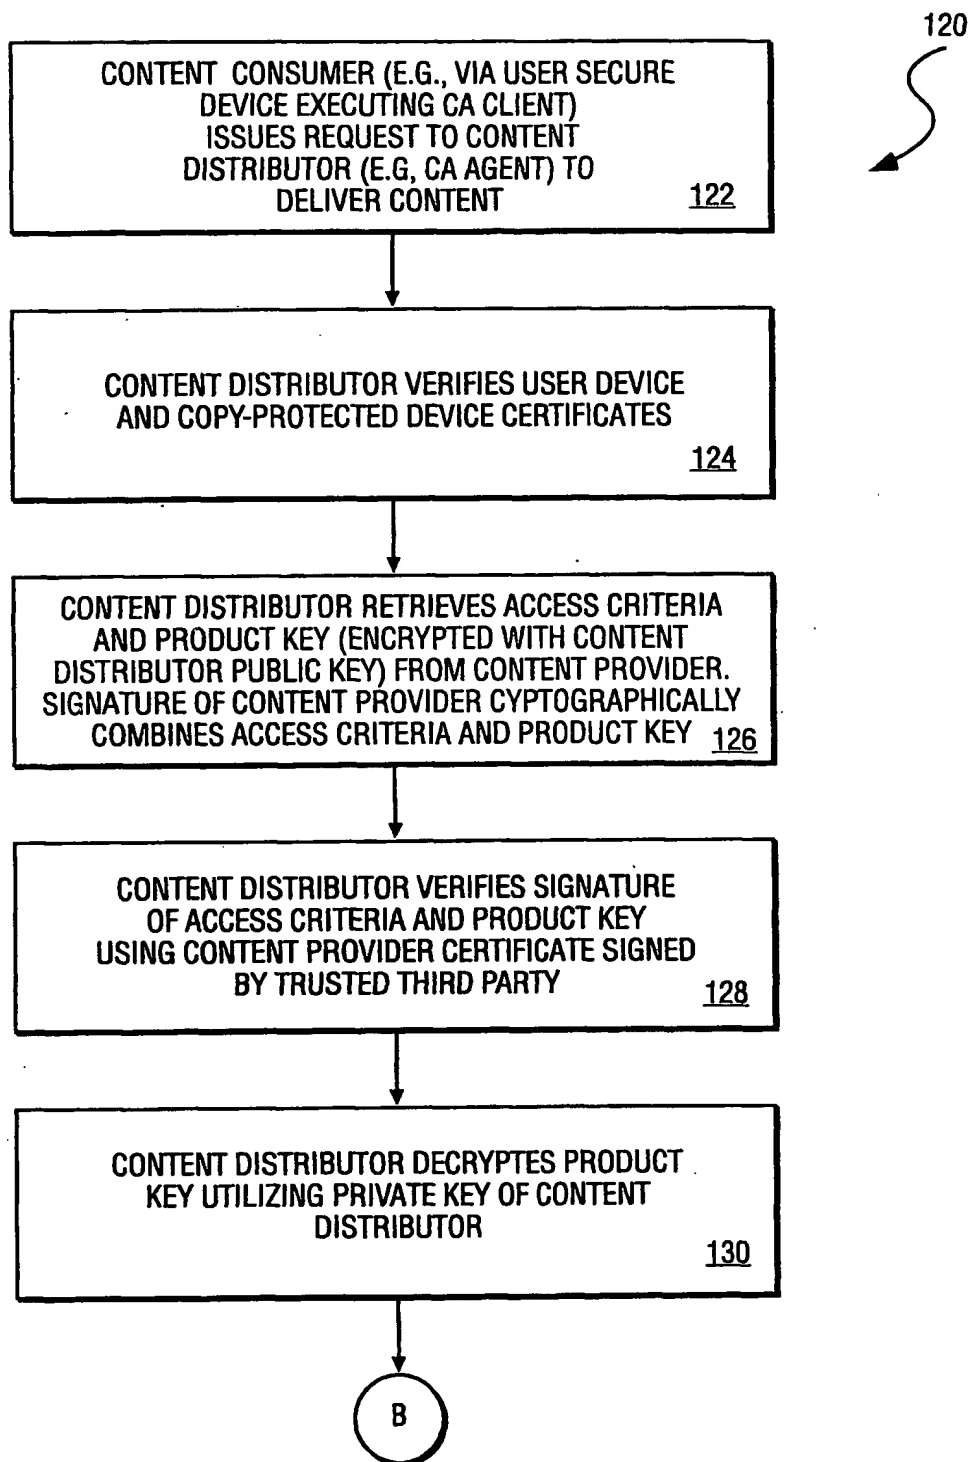 120
CONTENT CONSUMER (E.G., VIA USER SECURE
DEVICE EXECUTING CA CLIENT)
ISSUES REQUEST TO CONTENT
DISTRIBUTOR (E.G, CA AGENT) TO
DELIVER CONTENT
122
CONTENT DISTRIBUTOR VERIFIES USER DEVICE
AND COPY-PROTECTED DEVICE CERTIFICATES
124
CONTENT DISTRIBUTOR RETRIEVES ACCESS CRITERIA
AND PRODUCT KEY (ENCRYPTED WITH CONTENT
DISTRIBUTOR PUBLIC KEY) FROM CONTENT PROVIDER.
SIGNATURE OF CONTENT PROVIDER CYPTOGRAPHICALLY
COMBINES ACCESS CRITERIA AND PRODUCT KEY 126
CONTENT DISTRIBUTOR VERIFIES SIGNATURE
OF ACCESS CRITERIA AND PRODUCT KEY
USING CONTENT PROVIDER CERTIFICATE SIGNED
BY TRUSTED THIRD PARTY
128
CONTENT DISTRIBUTOR DECRYPTES PRODUCT
KEY UTILIZING PRIVATE KEY OF CONTENT
DISTRIBUTOR
130
B